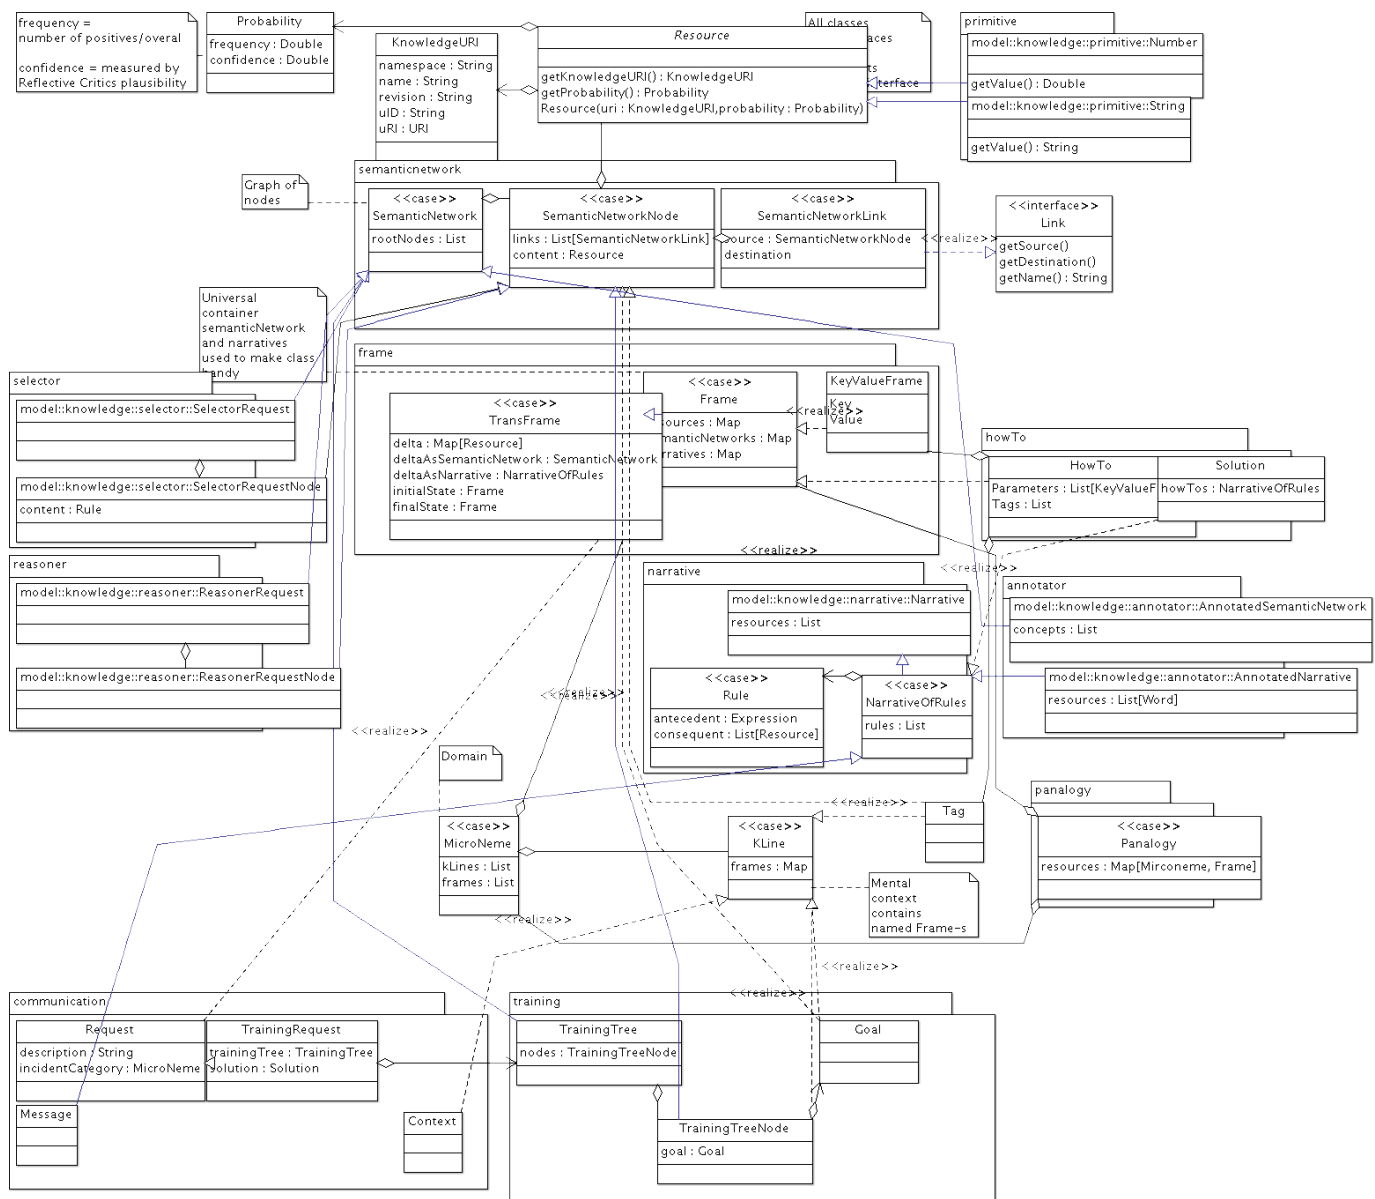 frequency =
number of positives/overal
confidence = measured by
Reflective Critics plausibility
Probability
frequency : Double
confidence : Double
KnowledgeURI
namespace : String
name : String
revision : String
uID : String
uRI : URI
Resource
getKnowledgeURI() : KnowledgeURI
getProbability() : Probability
Resource(uri : KnowledgeURI,probability : Probability)
All classes
primitive
model::knowledge::primitive::Number
getValue() : Double
model::knowledge::primitive::String
getValue() : String
semanticnetwork
Graph of
nodes
<<case>>
SemanticNetwork
rootNodes : List
<<case>>
SemanticNetworkNode
links : List[SemanticNetworkLink]
content : Resource
<<case>>
SemanticNetworkLink
source : SemanticNetworkNode
destination
<<realize>>
<<interface>>
Link
getSource()
getDestination()
getName() : String
Universal
container
semanticNetwork
and narratives
used to make class
handy
frame
<<case>>
TransFrame
delta : Map[Resource]
deltaAsSemanticNetwork : SemanticNetwork
deltaAsNarrative : NarrativeOfRules
initialState : Frame
finalState : Frame
<<case>>
Frame
: Map
: Map
: Map
<<realize>>
KeyValueFrame
Key
Value
selector
model::knowledge::selector::SelectorRequest
model::knowledge::selector::SelectorRequestNode
content : Rule
howTo
HowTo
Parameters : List[KeyValueF
Tags : List
Solution
howTos : NarrativeOfRules
<<realize>>
<<realize>>
reasoner
model::knowledge::reasoner::ReasonerRequest
model::knowledge::reasoner::ReasonerRequestNode
narrative
model::knowledge::narrative::Narrative
resources : List
<<case>>
Rule
antecedent : Expression
consequent : List[Resource]
<<case>>
NarrativeOfRules
rules : List
annotator
model::knowledge::annotator::AnnotatedSemanticNetwork
concepts : List
model::knowledge::annotator::AnnotatedNarrative
resources : List[Word]
<<realize>>
<<realize>>
<<realize>>
Domain
<<case>>
MicroNeme
kLines : List
frames : List
<<case>>
KLine
frames : Map
<<realize>>
Tag
panalogy
<<case>>
Panalogy
resources : Map[Mirconeme, Frame]
Mental
context
contains
named Frame-s
<<realize>>
<<realize>>
<<realize>>
communication
Request
description : String
incidentCategory : MicroNeme
TrainingRequest
trainingTree : TrainingTree
solution : Solution
Message
Context
training
TrainingTree
nodes : TrainingTreeNode
Goal
TrainingTreeNode
goal : Goal